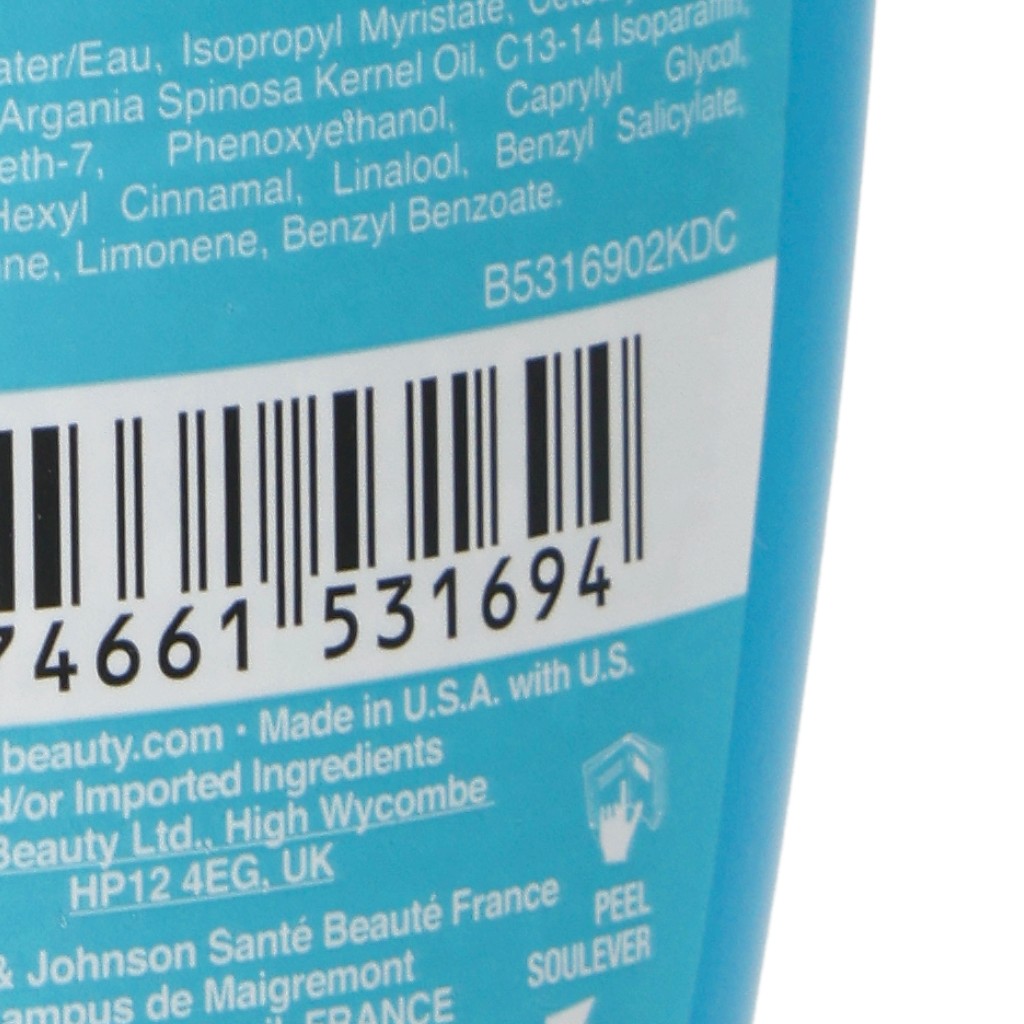 ater/Eau, Isopropyl Myristate,
Argania Spinosa Kernel Oil, C13-14 Isoparaffin,
eth-7, Phenoxyethanol, Caprylyl Glycol,
Hexyl Cinnamal, Linalool, Benzyl Salicylate,
ne, Limonene, Benzyl Benzoate.
B5316902KDC
74661 531694
beauty.com · Made in U.S.A. with U.S.
d/or Imported Ingredients
Beauty Ltd., High Wycombe
HP12 4EG, UK
& Johnson Santé Beauté France
ampus de Maigremont
FRANCE
PEEL
SOULEVER